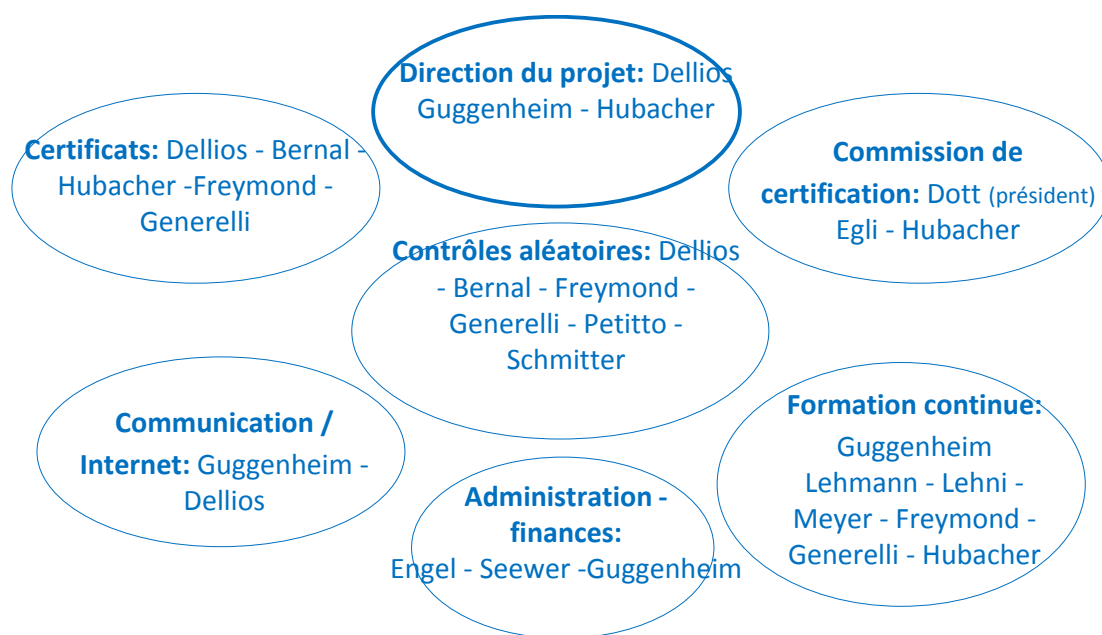 Direction du projet: Dellios
Guggenheim - Hubacher
Certificats: Dellios - Bernal -
Hubacher -Freymond -
Generelli
Commission de
certification: Dott (président)
Egli - Hubacher
Contrôles aléatoires: Dellios
- Bernal - Freymond -
Generelli - Petitto -
Schmitter
Communication /
Internet: Guggenheim -
Dellios
Formation continue:
Guggenheim
Lehmann - Lehni -
Meyer - Freymond -
Generelli - Hubacher
Administration -
finances:
Engel - Seewer -Guggenheim